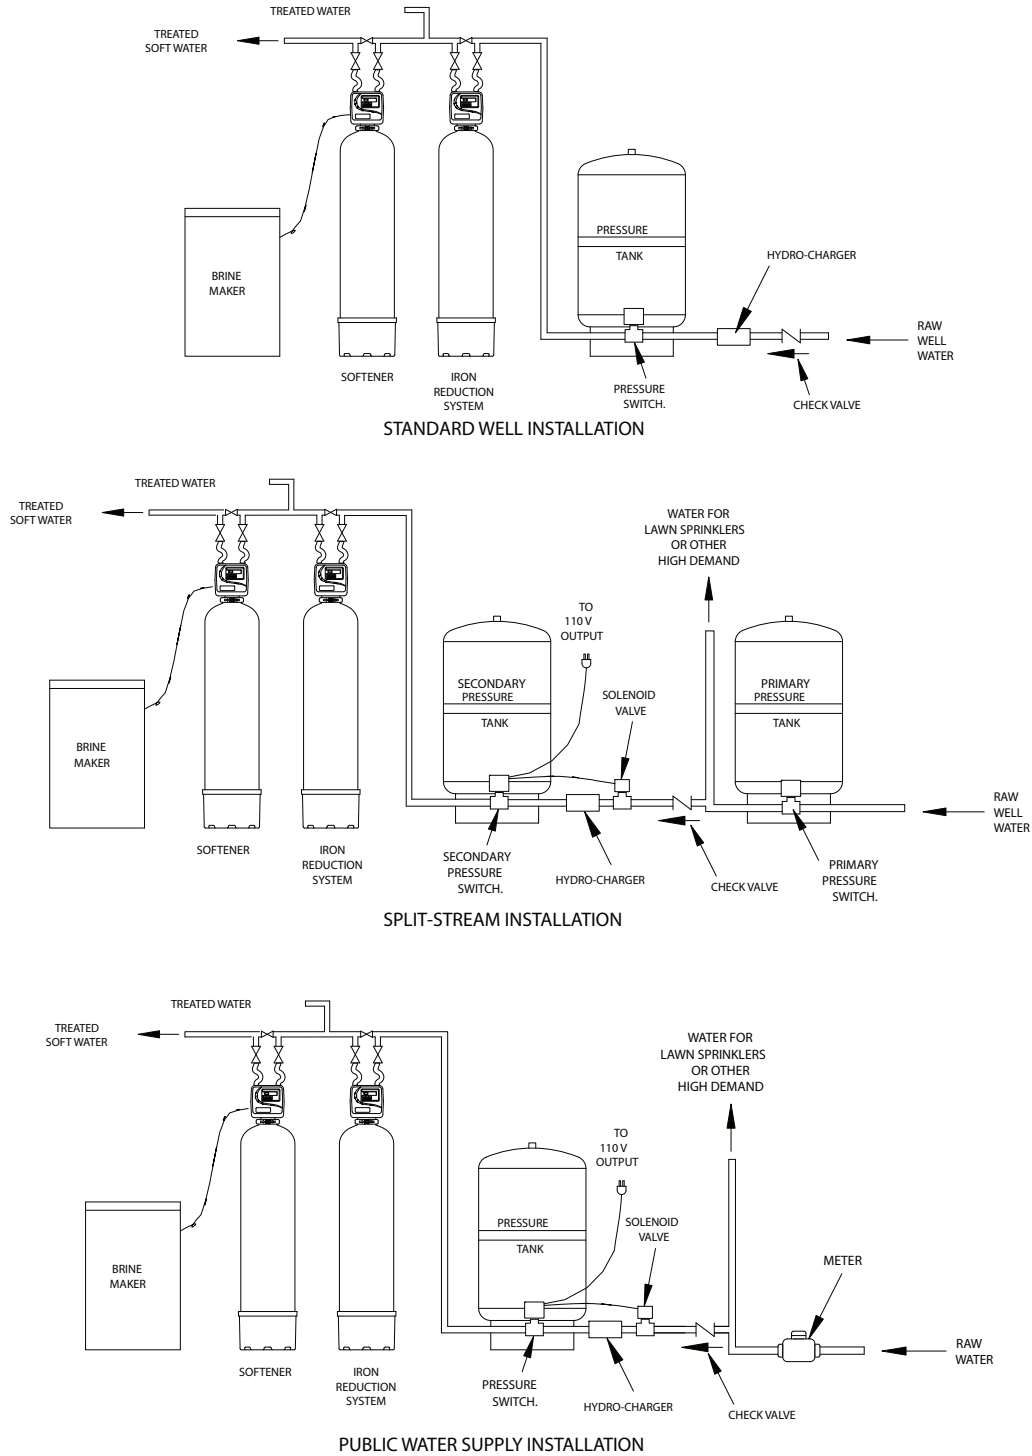 TREATED WATER
TREATED
SOFT WATER
PRESSURE
TANK
HYDRO-CHARGER
BRINE
MAKER
RAW
WELL
WATER
SOFTENER
IRON
REDUCTION
SYSTEM
PRESSURE
SWITCH.
CHECK VALVE
STANDARD WELL INSTALLATION
TREATED WATER
TREATED
SOFT WATER
WATER FOR
LAWN SPRINKLERS
OR OTHER
HIGH DEMAND
TO
110 V
OUTPUT
SECONDARY
PRESSURE
TANK
SOLENOID
VALVE
PRIMARY
PRESSURE
TANK
BRINE
MAKER
RAW
WELL
WATER
SOFTENER
IRON
REDUCTION
SYSTEM
SECONDARY
PRESSURE
SWITCH.
HYDRO-CHARGER
CHECK VALVE
PRIMARY
PRESSURE
SWITCH.
SPLIT-STREAM INSTALLATION
TREATED WATER
TREATED
SOFT WATER
WATER FOR
LAWN SPRINKLERS
OR OTHER
HIGH DEMAND
TO
110 V
OUTPUT
PRESSURE
TANK
SOLENOID
VALVE
METER
BRINE
MAKER
RAW
WATER
SOFTENER
IRON
REDUCTION
SYSTEM
PRESSURE
SWITCH.
HYDRO-CHARGER
CHECK VALVE
PUBLIC WATER SUPPLY INSTALLATION